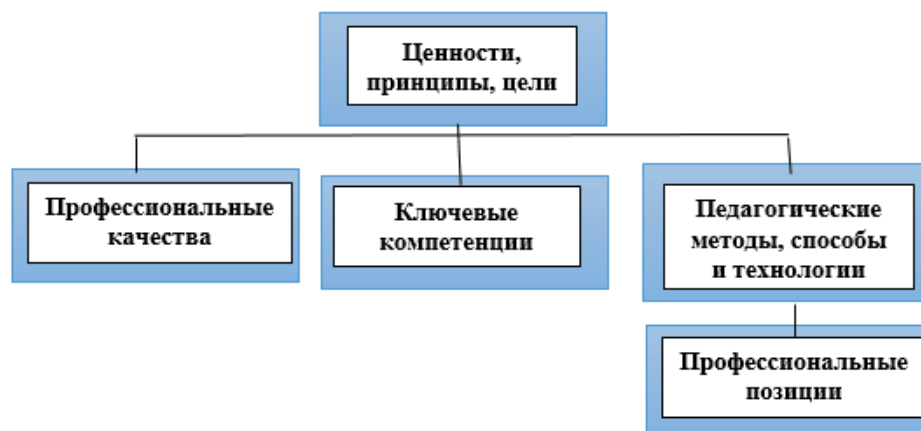 Ценности,
принципы, цели
Профессиональные
качества
Ключевые
компетенции
Педагогические
методы, способы
и технологии
Профессиональные
позиции